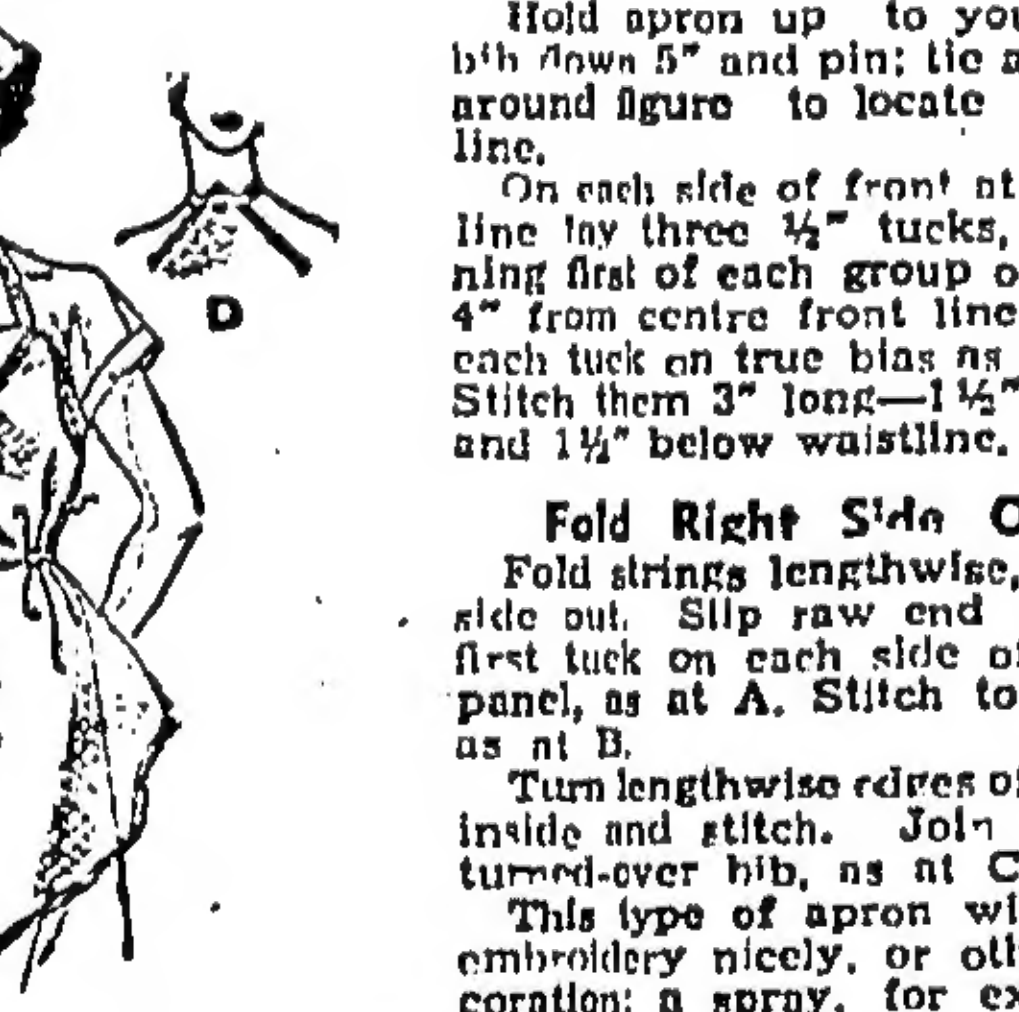 D
Hold apron up to you
bib down 5" and pin; tie a
around figure to locate
line.
On each side of front at
line lay three ½" tucks,
ning first of each group o
4" from centre front line
each tuck on true bias as
Stitch them 3" long—1½"
and 1½" below waistline.
Fold Right Side O
Fold strings lengthwise,
side out. Slip raw end
first tuck on each side of
panel, as at A. Stitch to
as at B.
Turn lengthwise edges of
inside and stitch. Join
turned-over bib, as at C
This type of apron wi
embroidery nicely, or oth
coration; a spray, for ex